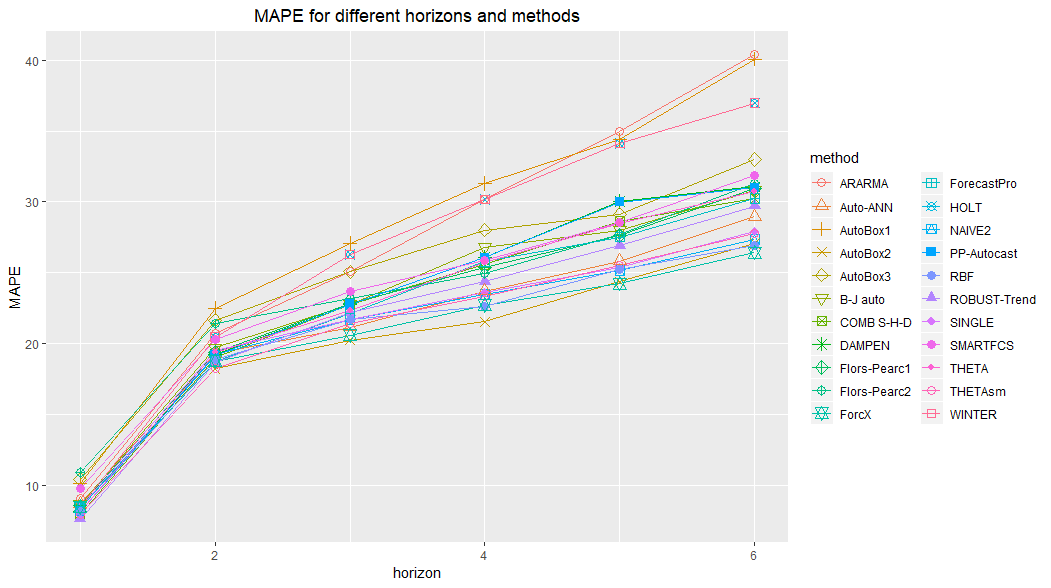 MAPE for different horizons and methods
MAPE
40
30
20
10
2
4
6
horizon
method
ARARMA
Auto-ANN
AutoBox1
AutoBox2
AutoBox3
B-J auto
COMB S-H-D
DAMPEN
Flors-Pearc1
Flors-Pearc2
ForcX
ForecastPro
HOLT
NAIVE2
PP-Autocast
RBF
ROBUST-Trend
SINGLE
SMARTFCS
THETA
THETAsm
WINTER